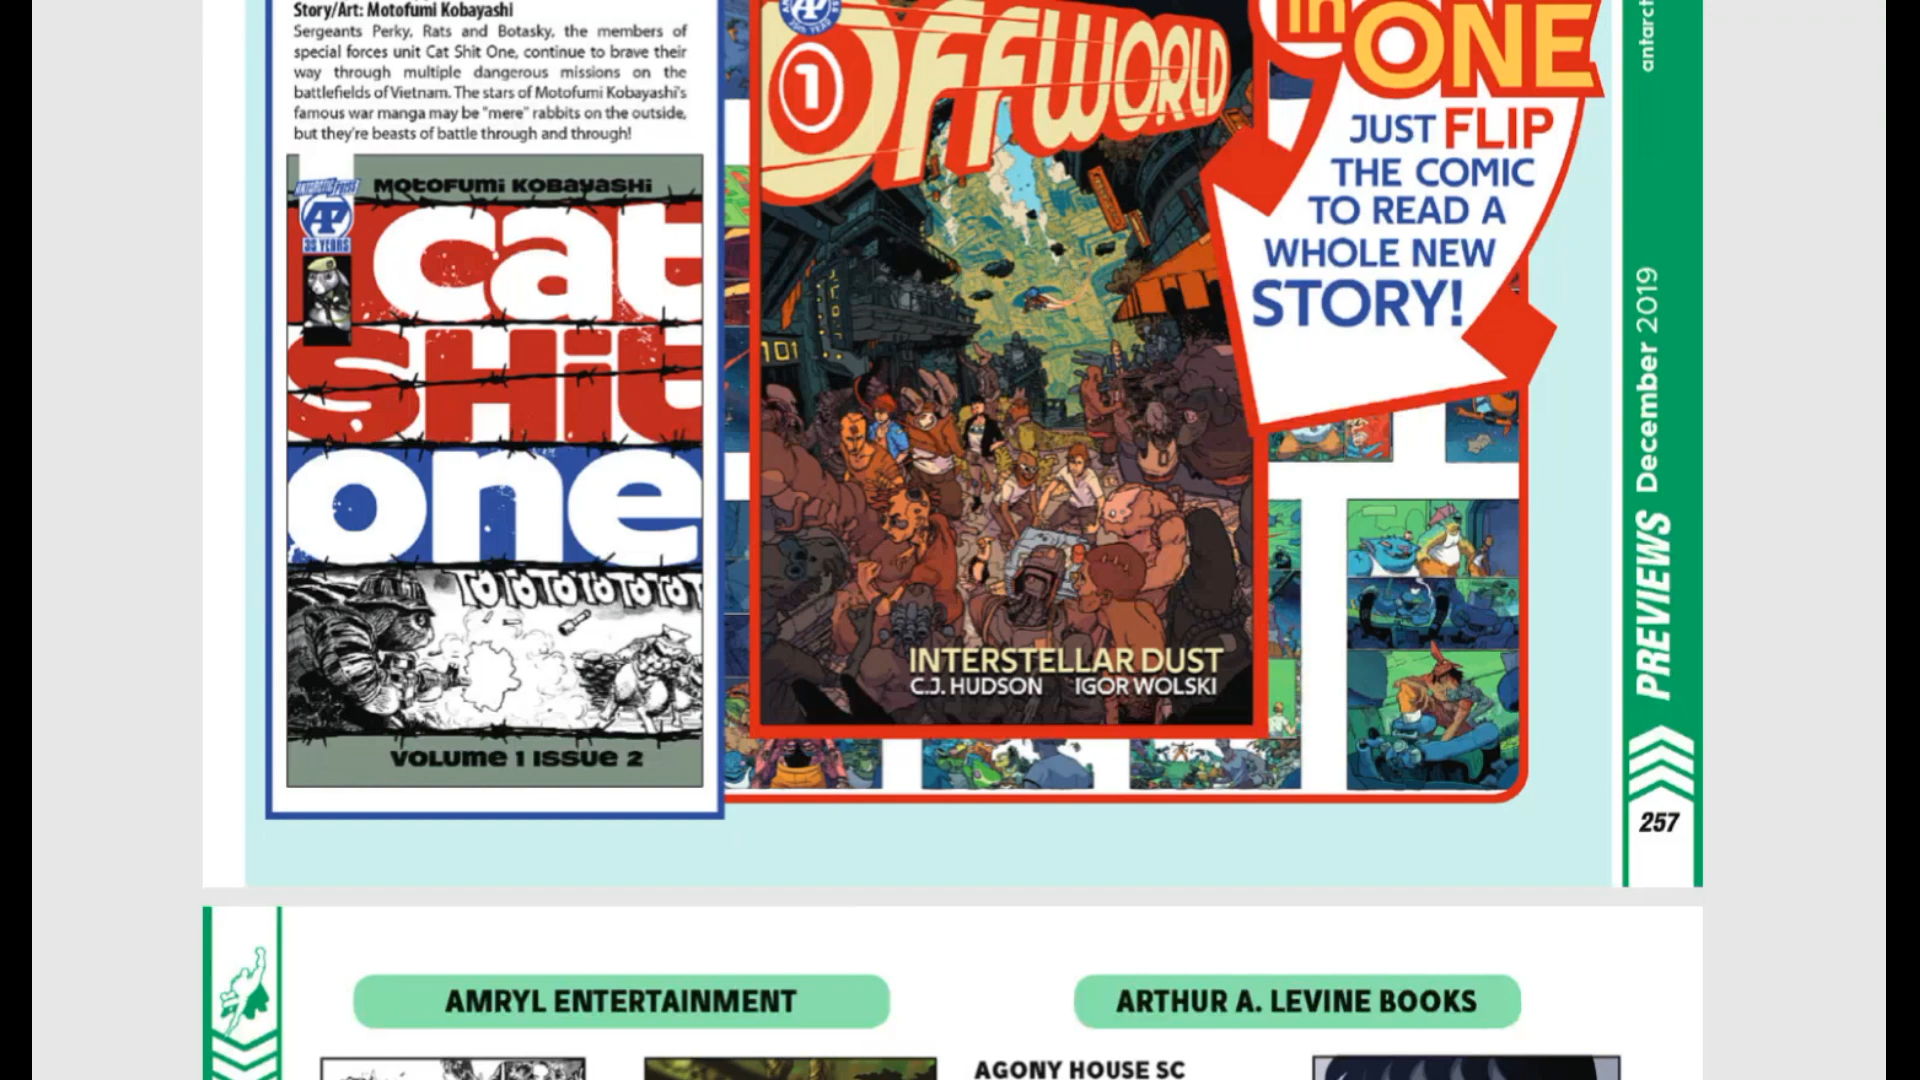 Story/Art: Motofumi Kobayashi
Sergeants Perky, Rats and Botasky, the members of
special forces unit Cat Shit One, continue to brave their
way through multiple dangerous missions on the
battlefields of Vietnam. The stars of Motofumi Kobayashi's
famous war manga may be "mere" rabbits on the outside,
but they're beasts of battle through and through!
MOtOFUMi KOBAYASHi
AP
35 YEARS
cat
SHit
one
TOTOTOTOTOTOT
VOLUMe 1 ISSUe 2
AP
1
OFFWORLD
101
INTERSTELLAR DUST
C.J. HUDSON IGOR WOLSKI
in
ONE
JUST FLIP
THE COMIC
TO READ A
WHOLE NEW
STORY!
antarct
PREVIEWS December 2019
257
AMRYL ENTERTAINMENT
ARTHUR A. LEVINE BOOKS
AGONY HOUSE SC